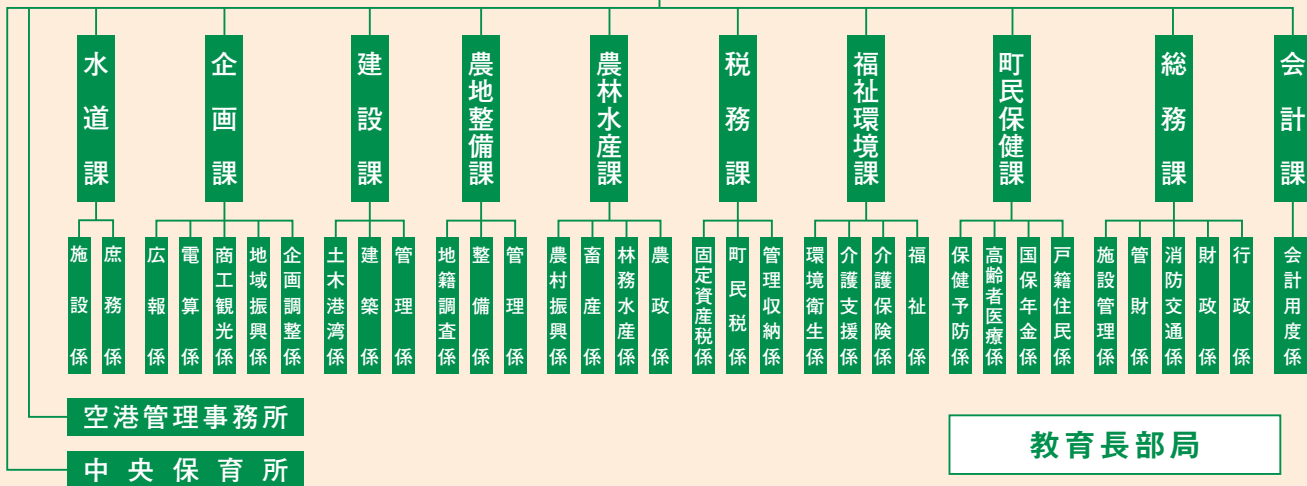 会計課
総務課
町民保健課
福祉環境課
税務課
農林水産課
農地整備課
建設課
企画課
水道課
会計用度係
行政係
財政係
消防交通係
管財係
施設管理係
戸籍住民係
国保年金係
高齢者医療係
保健予防係
福祉係
介護保険係
介護支援係
環境衛生係
管理収納係
町民税係
固定資産税係
農政係
林務水産係
畜産係
農村振興係
管理係
整備係
地籍調査係
管理係
建築係
土木港湾係
企画調整係
地域振興係
商工観光係
電算係
広報係
庶務係
施設係
空港管理事務所
中央保育所
教育長部局